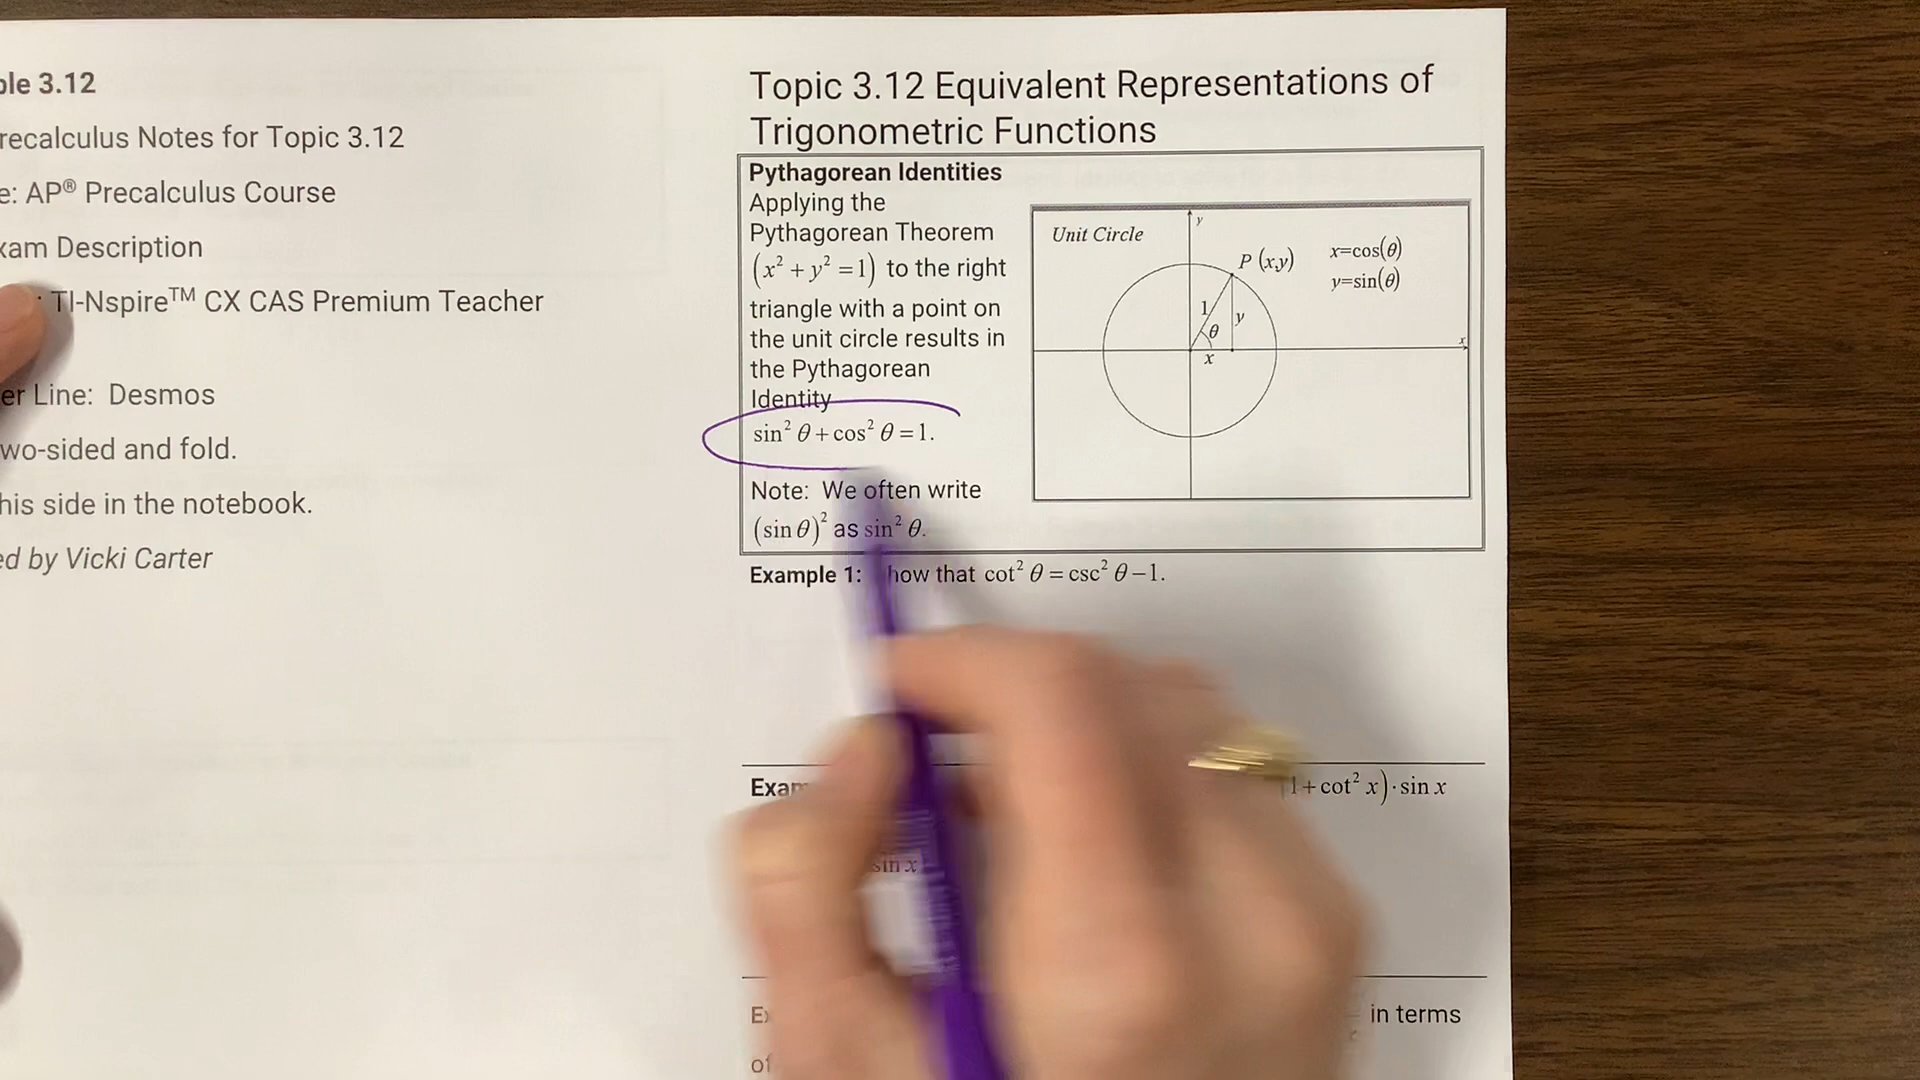 ble 3.12
recalculus Notes for Topic 3.12
e: AP® Precalculus Course
xam Description
TI-Nspire™ CX CAS Premium Teacher
er Line: Desmos
wo-sided and fold.
his side in the notebook.
ed by Vicki Carter
Topic 3.12 Equivalent Representations of
Trigonometric Functions
Pythagorean Identities
Applying the
Pythagorean Theorem
(x² + y² = 1) to the right
triangle with a point on
the unit circle results in
the Pythagorean
Identity
sin² θ + cos² θ = 1.
Note: We often write
(sin θ)² as sin² θ.
Unit Circle
y
P (x,y)
x=cos(θ)
y=sin(θ)
1
y
θ
x
x
Example 1: how that cot² θ = csc² θ – 1.
Exam
1 + cot² x) · sin x
sin x
in terms
of